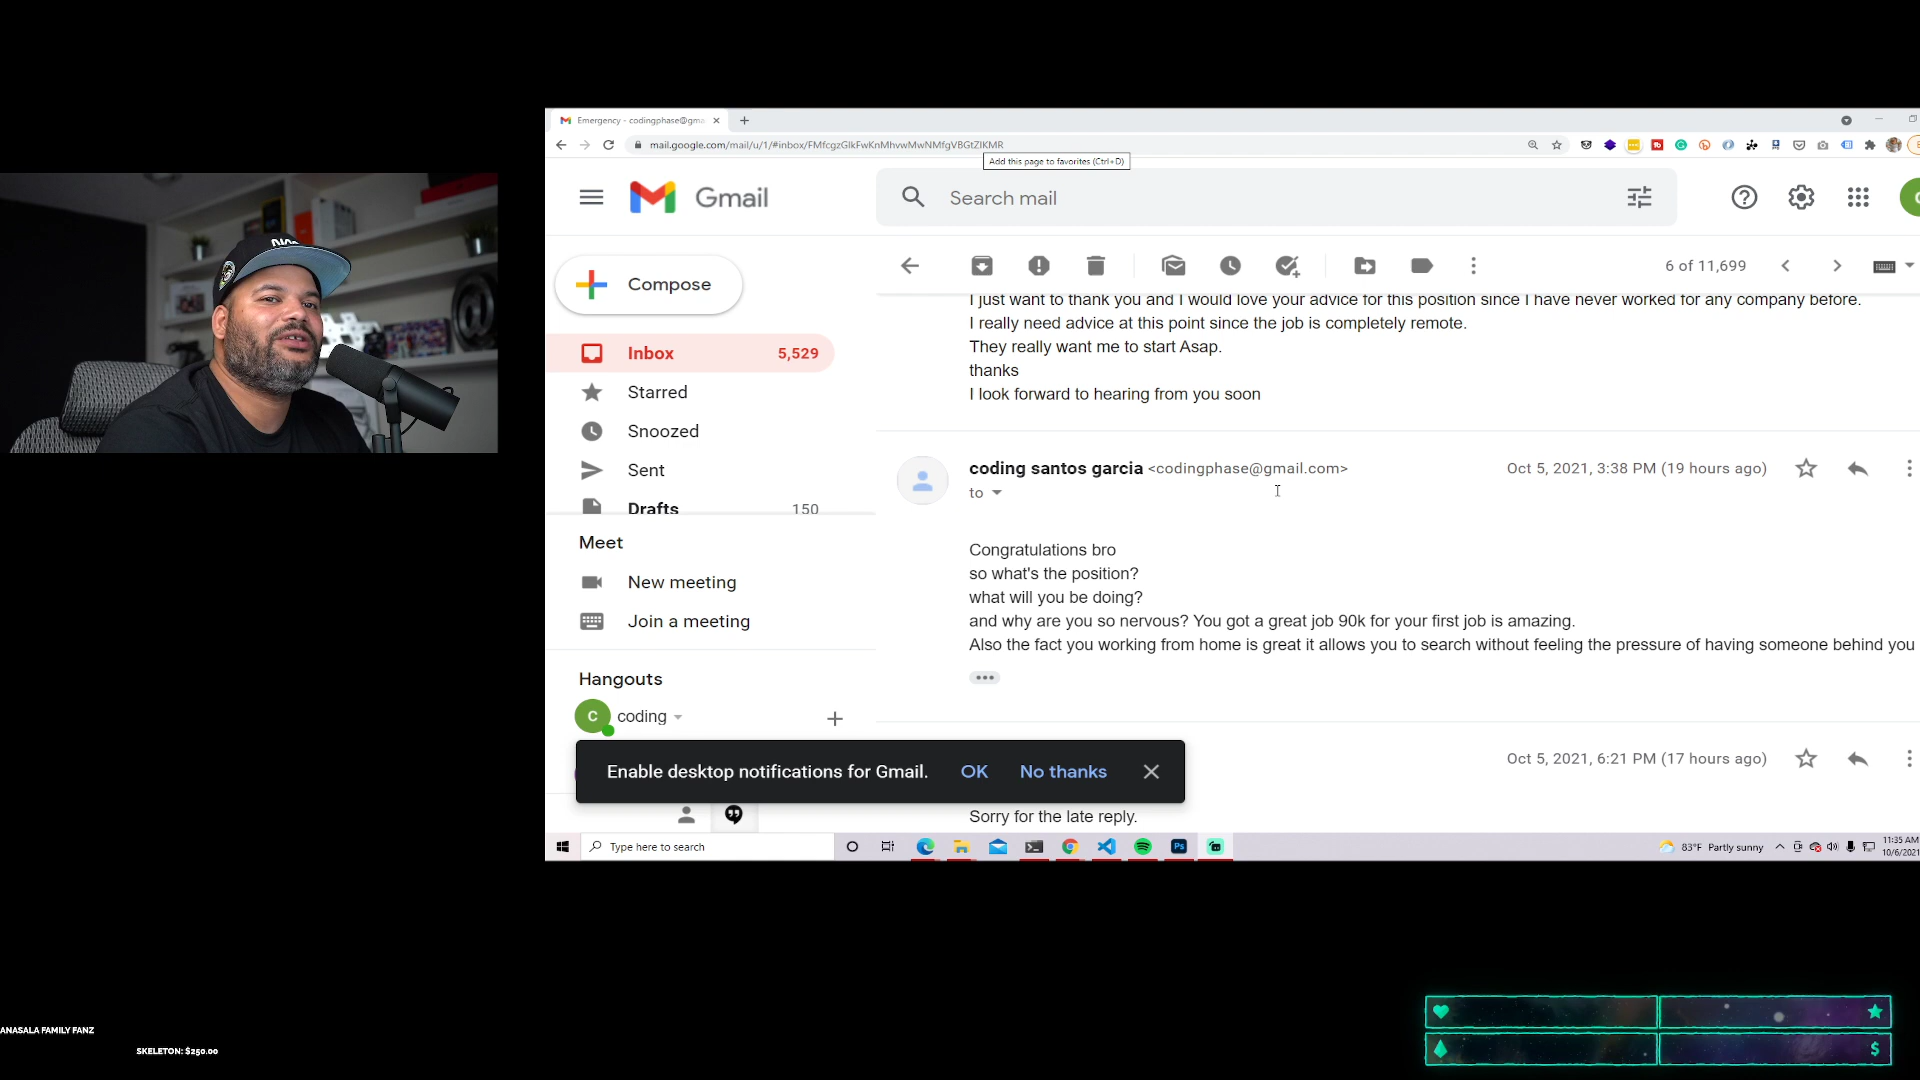 Emergency - codingphase@gma
mail.google.com/mail/u/1/#inbox/FMfcgzGlkFwKnMhvwMwNMfgVBGtZlKMR
Add this page to favorites (Ctrl+D)
Gmail
Search mail
Compose
6 of 11,699
Inbox 5,529
Starred
Snoozed
Sent
Drafts 150
Meet
New meeting
Join a meeting
Hangouts
C coding
I just want to thank you and I would love your advice for this position since I have never worked for any company before.
I really need advice at this point since the job is completely remote.
They really want me to start Asap.
thanks
I look forward to hearing from you soon
coding santos garcia <codingphase@gmail.com>
Oct 5, 2021, 3:38 PM (19 hours ago)
to
Congratulations bro
so what's the position?
what will you be doing?
and why are you so nervous? You got a great job 90k for your first job is amazing.
Also the fact you working from home is great it allows you to search without feeling the pressure of having someone behind you
Oct 5, 2021, 6:21 PM (17 hours ago)
Enable desktop notifications for Gmail. OK No thanks
Sorry for the late reply.
Type here to search
Ps
83°F Partly sunny
11:35 AM
10/6/2021
ANASALA FAMILY FANZ
SKELETON: $250.00
$